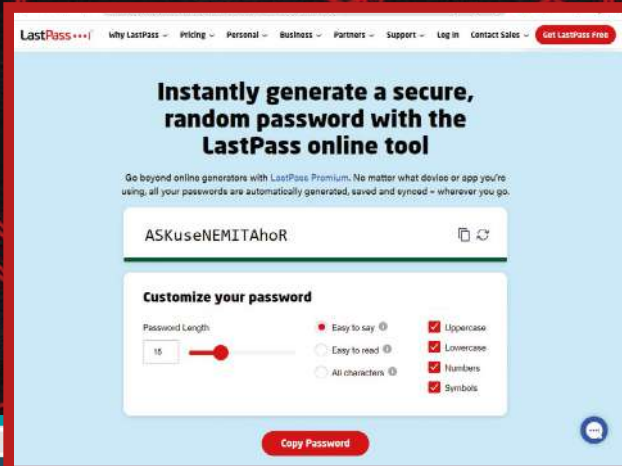 LastPass •••| Why LastPass Pricing Personal Business Partners Support Log In Contact Sales Get LastPass Free
Instantly generate a secure,
random password with the
LastPass online tool
Go beyond online generators with LastPass Premium. No matter what device or app you're
using, all your passwords are automatically generated, saved and synced – wherever you go.
ASKuseNEMITAhoR
Customize your password
Password Length
15
Easy to say
Easy to read
All characters
Uppercase
Lowercase
Numbers
Symbols
Copy Password